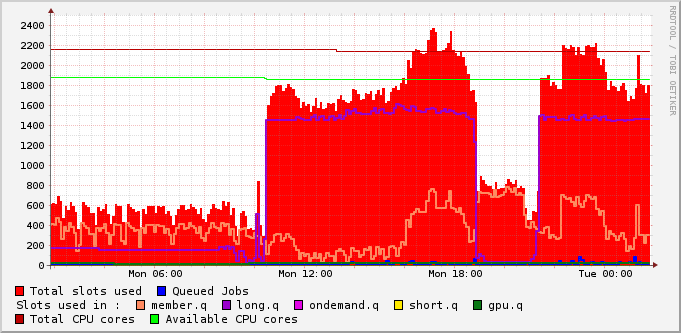 2400
2200
2000
1800
1600
1400
1200
1000
800
600
400
200
0
Mon 06:00 Mon 12:00 Mon 18:00 Tue 00:00
RRDTOOL / TOBI OETIKER
Total slots used Queued Jobs
Slots used in : member.q long.q ondemand.q short.q gpu.q
Total CPU cores Available CPU cores